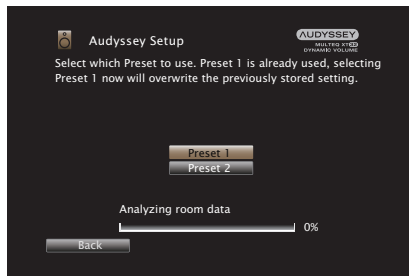 Audyssey Setup
AUDYSSEY
MULTEQ XT32
DYNAMIC VOLUME
Select which Preset to use. Preset 1 is already used, selecting
Preset 1 now will overwrite the previously stored setting.
Preset 1
Preset 2
Analyzing room data
0%
Back